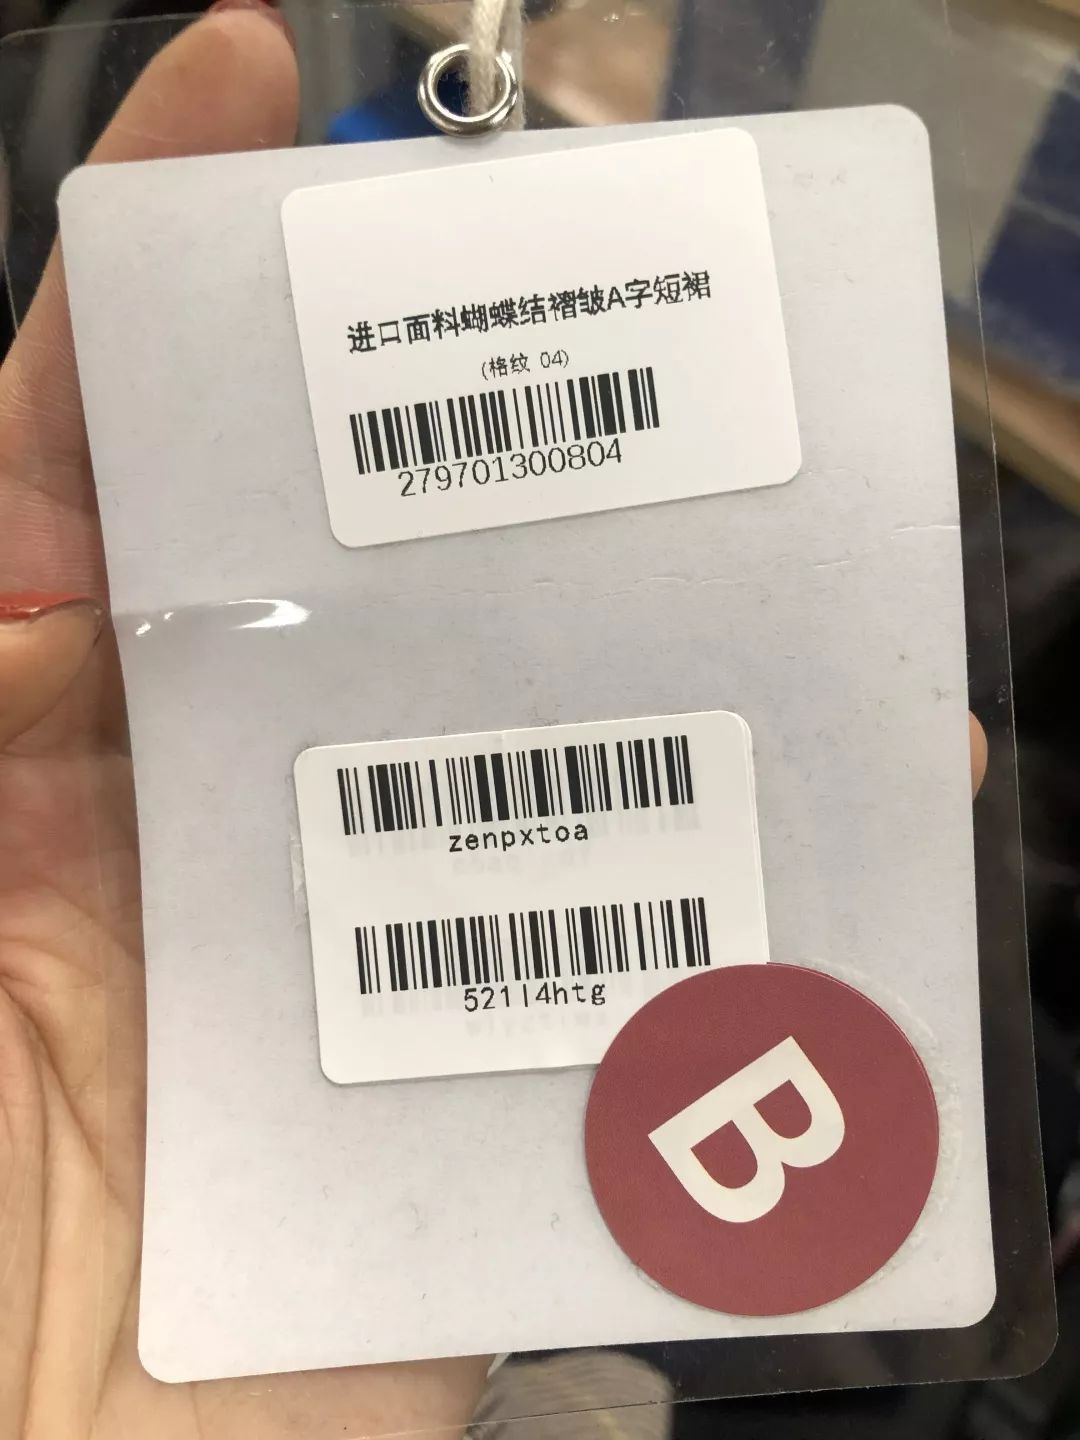 进口面料蝴蝶结褶皱A字短裙
(格纹 04)
279701300804
zenpxtoa
521l4htg
B